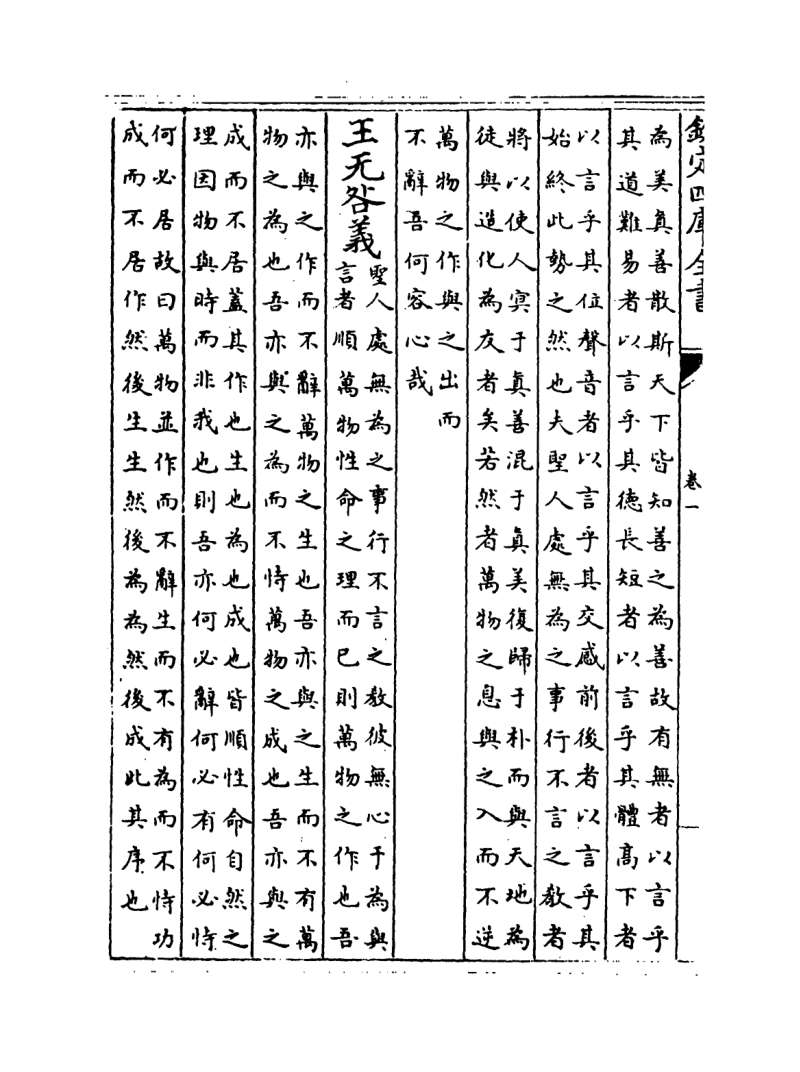 欽定四庫全書
卷一
為美真善散斯天下皆知善之為善故有無者以言乎
其道難易者以言乎其德長短者以言乎其體髙下者
以言乎其位聲音者以言乎其交感前後者以言乎其
始終此勢之然也夫聖人處無為之事行不言之教者
將以使人冥于真善混于真美復歸于朴而與天地為
徒與造化為友者矣若然者萬物之息與之入而不逆
萬物之作與之出而
不辭吾何容心哉
王无咎義
聖人處無為之事行不言之教彼無心于為與
言者順萬物性命之理而已則萬物之作也吾
亦與之作而不辭萬物之生也吾亦與之生而不有萬
物之為也吾亦與之為而不恃萬物之成也吾亦與之
成而不居蓋其作也生也為也成也皆順性命自然之
理因物與時而非我也則吾亦何必辭何必有何必恃
何必居故曰萬物並作而不辭生而不有為而不恃功
成而不居作然後生生然後為為然後成此其序也